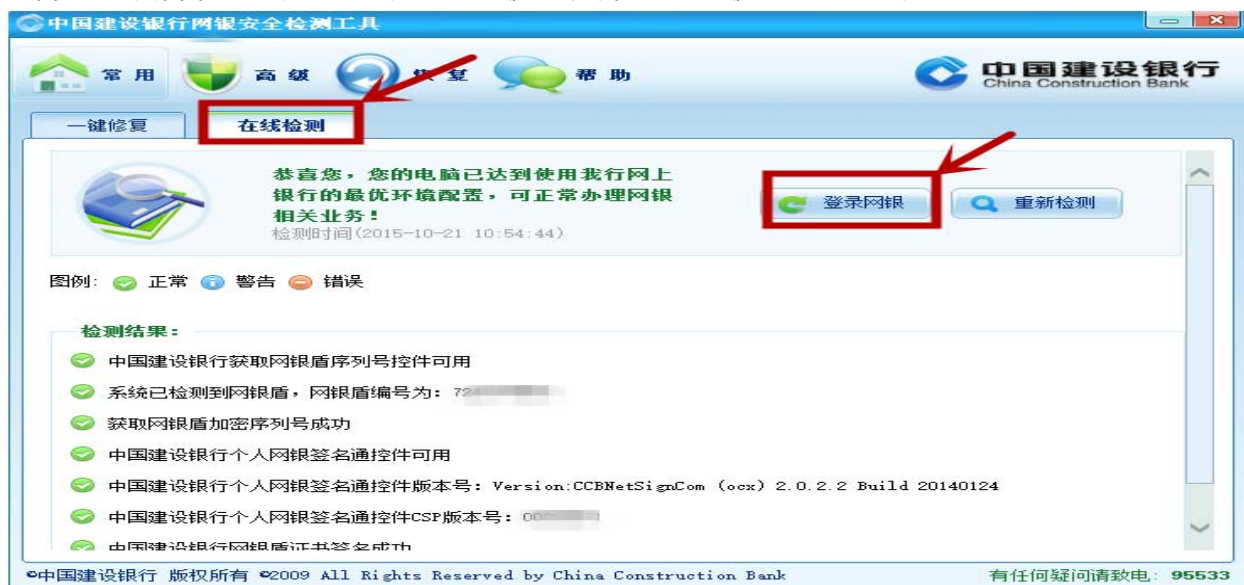 中国建设银行网银安全检测工具
常用 高级 恢复 帮助
中国建设银行
China Construction Bank
一键修复 在线检测
恭喜您，您的电脑已达到使用我行网上
银行的最优环境配置，可正常办理网银
相关业务！
检测时间(2015-10-21 10:54:44)
登录网银 重新检测
图例: 正常 警告 错误
检测结果：
中国建设银行获取网银盾序列号控件可用
系统已检测到网银盾，网银盾编号为: 72
获取网银盾加密序列号成功
中国建设银行个人网银签名通控件可用
中国建设银行个人网银签名通控件版本号: Version:CCBNetSignCom (ocx) 2.0.2.2 Build 20140124
中国建设银行个人网银签名通控件CSP版本号: 00
中国建设银行网银盾证书签名成功
©中国建设银行 版权所有 ©2009 All Rights Reserved by China Construction Bank 有任何疑问请致电: 95533